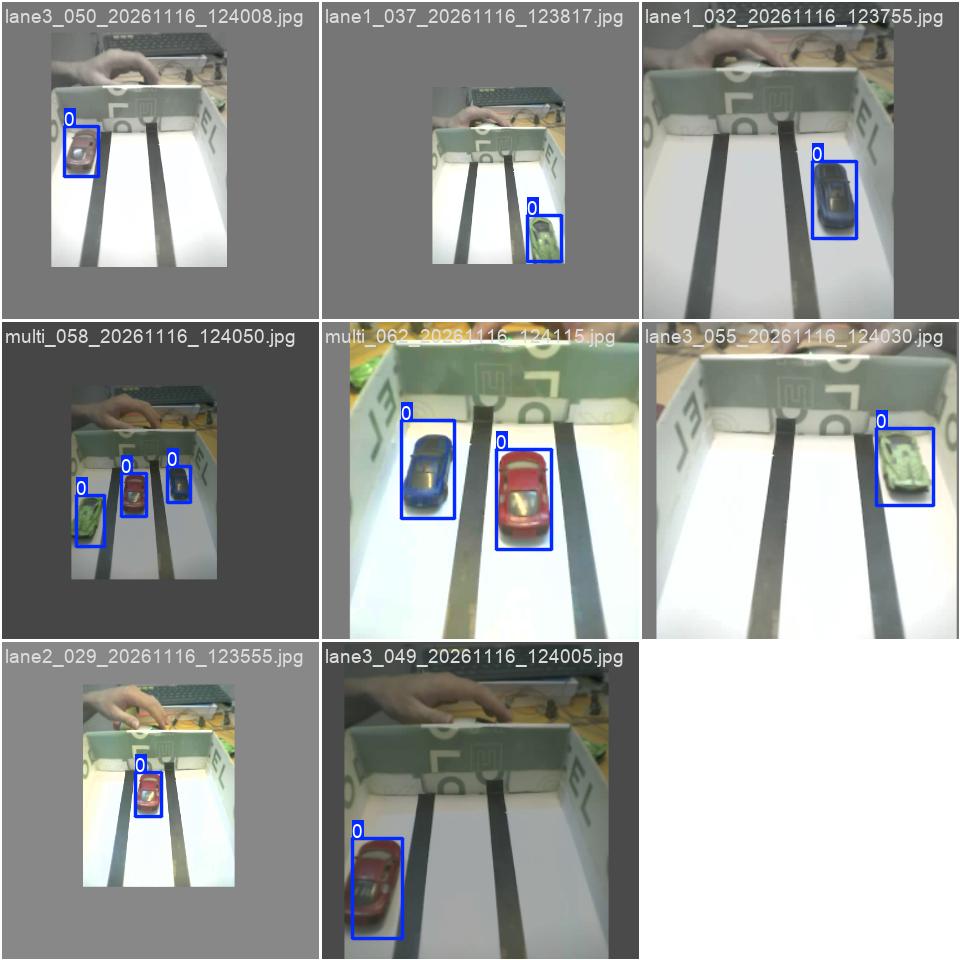 lane3_050_20261116_124008.jpg
lane1_037_20261116_123817.jpg
lane1_032_20261116_123755.jpg
0
0
0
multi_058_20261116_124050.jpg
multi_062_20261116_124115.jpg
lane3_055_20261116_124030.jpg
0
0
0
0
0
0
lane2_029_20261116_123555.jpg
lane3_049_20261116_124005.jpg
0
0